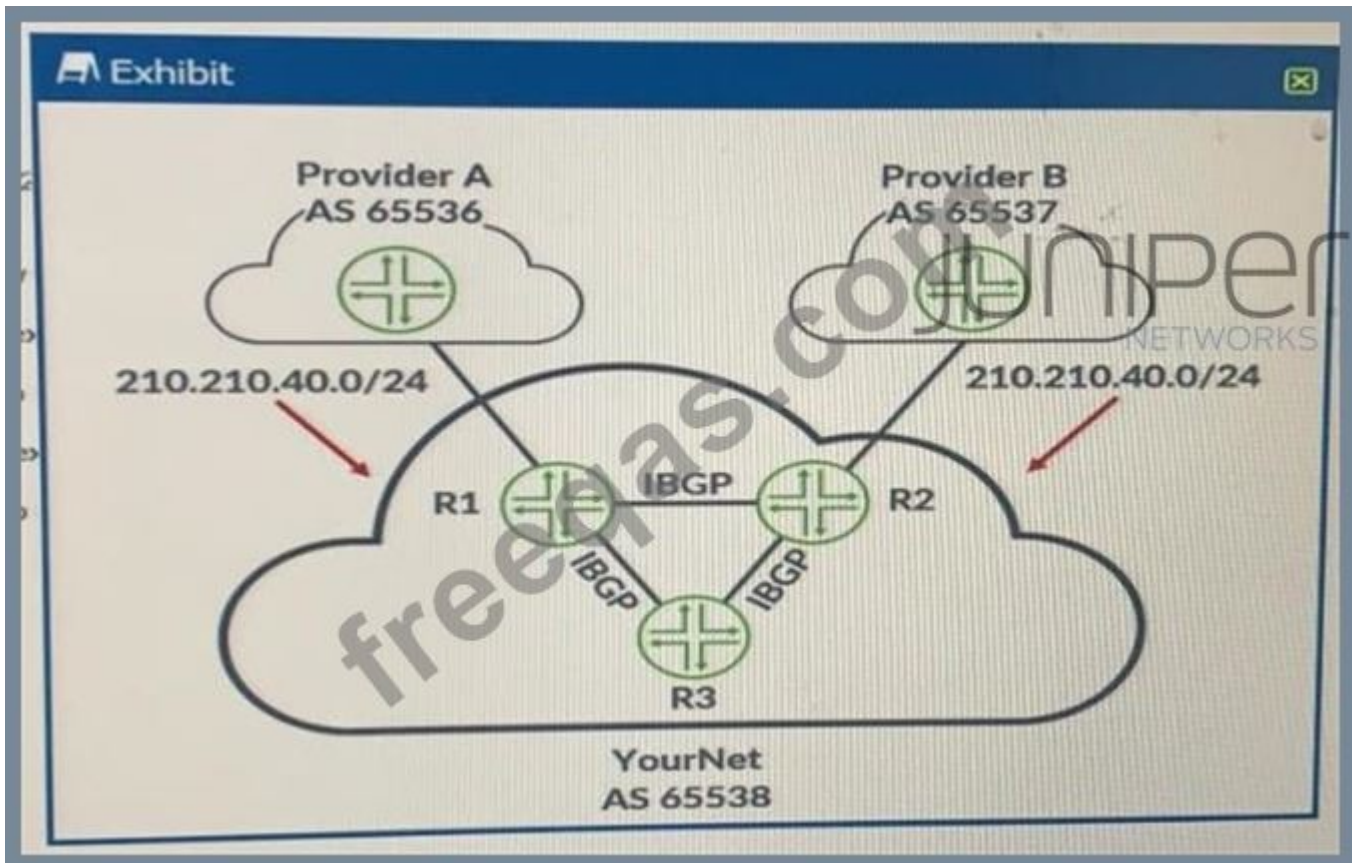 Exhibit
Provider A
AS 65536
Provider B
AS 65537
juniper
NETWORKS
210.210.40.0/24
210.210.40.0/24
R1
IBGP
R2
IBGP
IBGP
R3
YourNet
AS 65538
freeqas.com